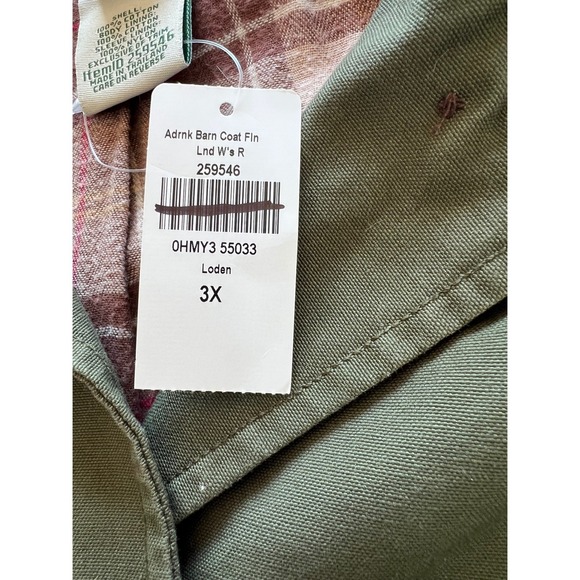 SHELL
100% COTTON
BODY LINING
100% COTTON
SLEEVE LINING
100% NYLON
EXCLUSIVE OF TRIM
ItemID 259546
MADE IN THAILAND
CARE ON REVERSE
Adrnk Barn Coat Fln
Lnd W's R
259546
0HMY3 55033
Loden
3X